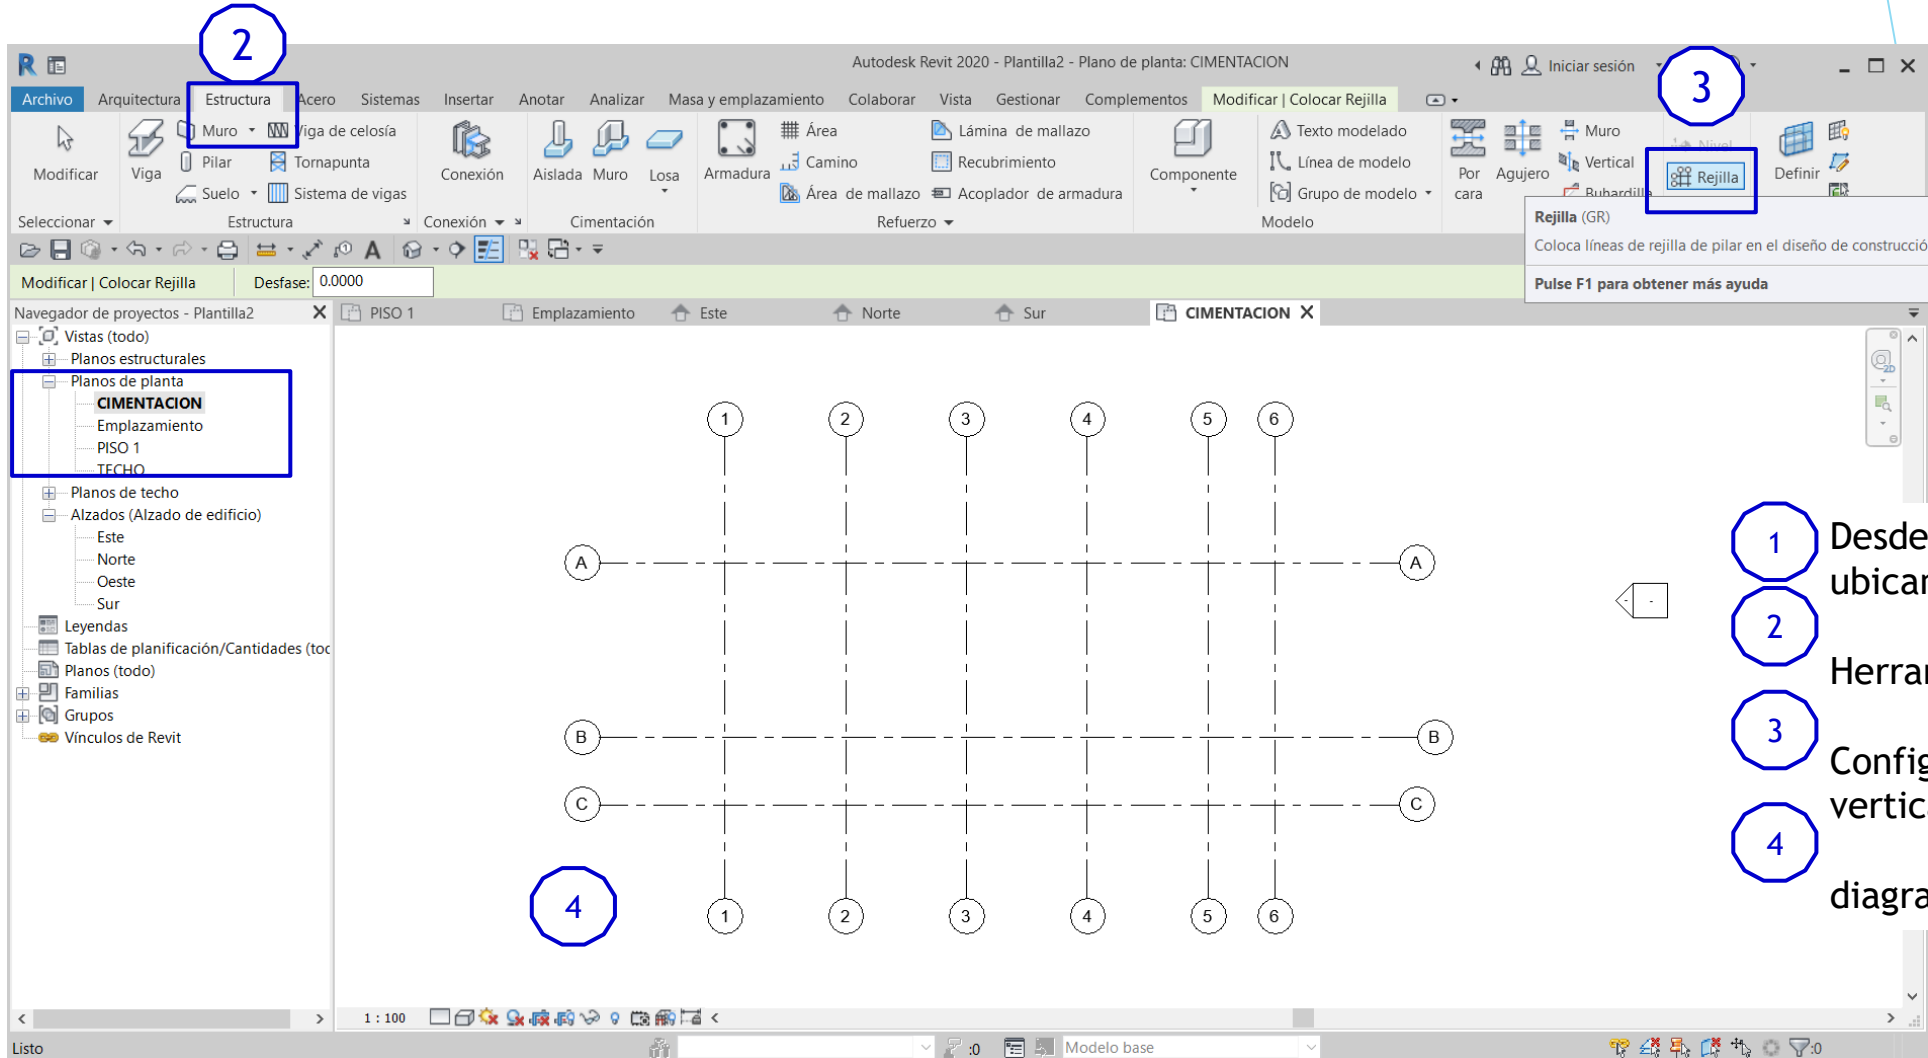 2
Autodesk Revit 2020 - Plantilla2 - Plano de planta: CIMENTACION
Iniciar sesión
3
Archivo Arquitectura Estructura Acero Sistemas Insertar Anotar Analizar Masa y emplazamiento Colaborar Vista Gestionar Complementos Modificar | Colocar Rejilla
Modificar
Viga
Muro
Pilar
Suelo
Viga de celosía
Tornapunta
Sistema de vigas
Conexión
Aislada
Muro
Losa
Armadura
Área
Camino
Área de mallazo
Lámina de mallazo
Recubrimiento
Acoplador de armadura
Componente
Texto modelado
Línea de modelo
Grupo de modelo
Por cara
Agujero
Muro
Vertical
Buhardilla
Nivel
Rejilla
Definir
Seleccionar Estructura Conexión Cimentación Refuerzo Modelo
Rejilla (GR)
Coloca líneas de rejilla de pilar en el diseño de construcció
Pulse F1 para obtener más ayuda
Modificar | Colocar Rejilla Desfase: 0.0000
Navegador de proyectos - Plantilla2
PISO 1 Emplazamiento Este Norte Sur CIMENTACION
Vistas (todo)
Planos estructurales
Planos de planta
CIMENTACION
Emplazamiento
PISO 1
TECHO
Planos de techo
Alzados (Alzado de edificio)
Este
Norte
Oeste
Sur
Leyendas
Tablas de planificación/Cantidades (toc
Planos (todo)
Familias
Grupos
Vínculos de Revit
2D
1 2 3 4 5 6
A A
B B
C C
1 2 3 4 5 6
4
1 Desde
ubicar
2
Herrar
3
Config
vertica
4
diagra
1 : 100
Listo
:0
Modelo base
:0